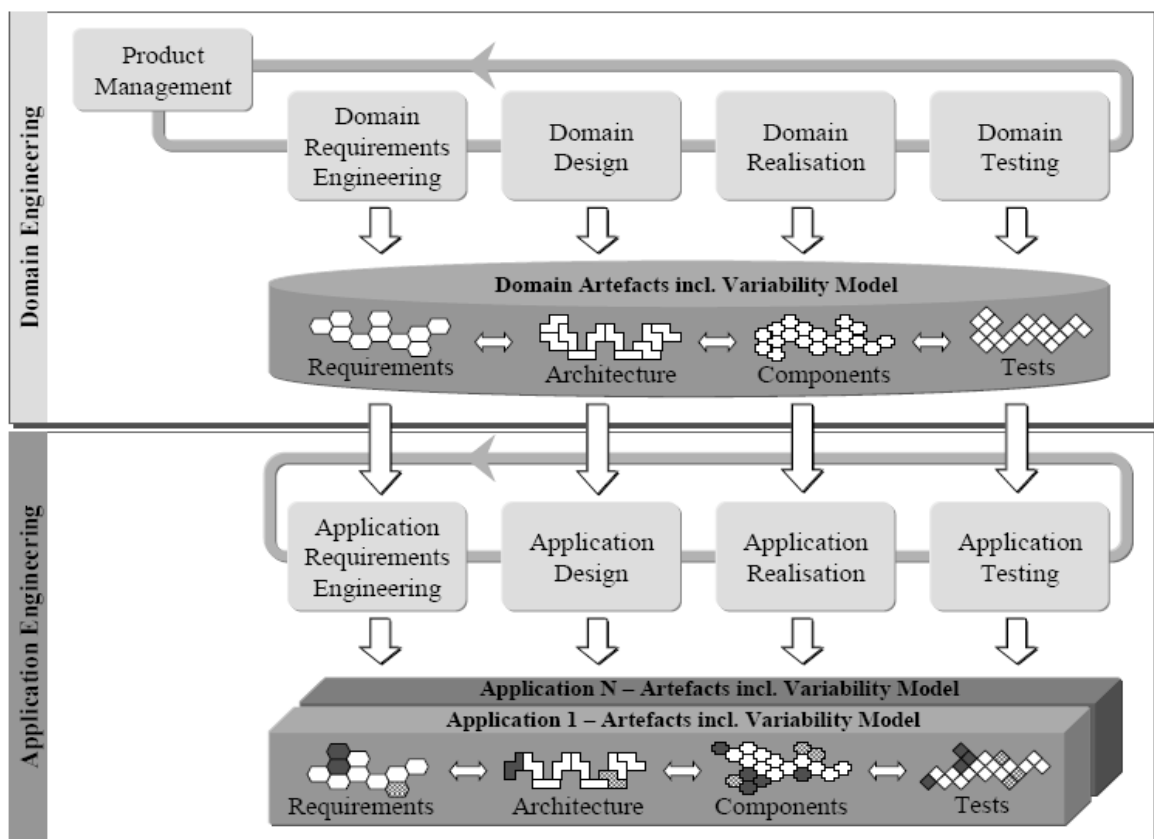 Domain Engineering
Product
Management
Domain
Requirements
Engineering
Domain
Design
Domain
Realisation
Domain
Testing
Domain Artefacts incl. Variability Model
Requirements
Architecture
Components
Tests
Application Engineering
Application
Requirements
Engineering
Application
Design
Application
Realisation
Application
Testing
Application N – Artefacts incl. Variability Model
Application 1 – Artefacts incl. Variability Model
Requirements
Architecture
Components
Tests